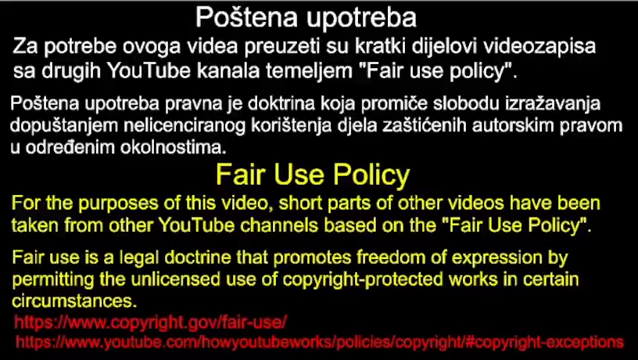 Poštena upotreba
Za potrebe ovoga videa preuzeti su kratki dijelovi videozapisa
sa drugih YouTube kanala temeljem "Fair use policy".
Poštena upotreba pravna je doktrina koja promiče slobodu izražavanja
dopuštanjem nelicenciranog korištenja djela zaštićenih autorskim pravom
u određenim okolnostima.
Fair Use Policy
For the purposes of this video, short parts of other videos have been
taken from other YouTube channels based on the "Fair Use Policy".
Fair use is a legal doctrine that promotes freedom of expression by
permitting the unlicensed use of copyright-protected works in certain
circumstances.
https://www.copyright.gov/fair-use/
https://www.youtube.com/howyoutubeworks/policies/copyright/#copyright-exceptions